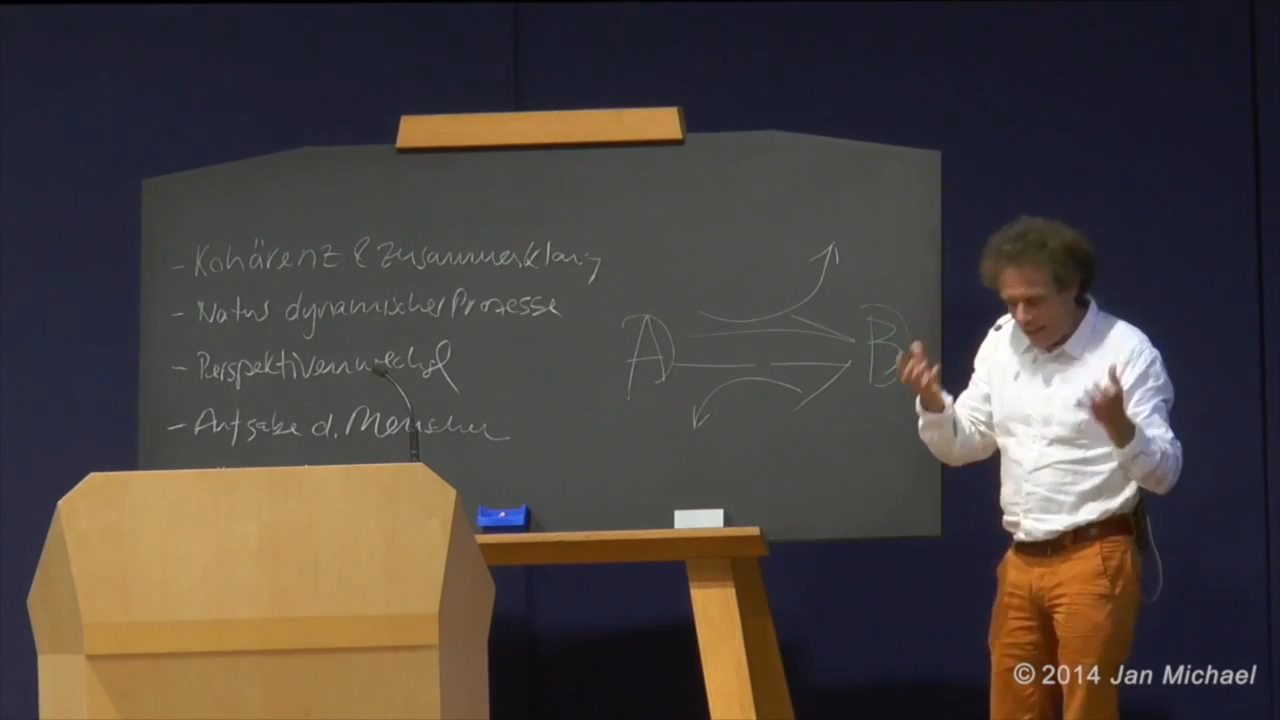 - Kohärenz & Zusammenklang
- Natur dynamischer Prozesse
- Perspektivenwechsel
- Aufgabe d. Menschen
A B
© 2014 Jan Michael